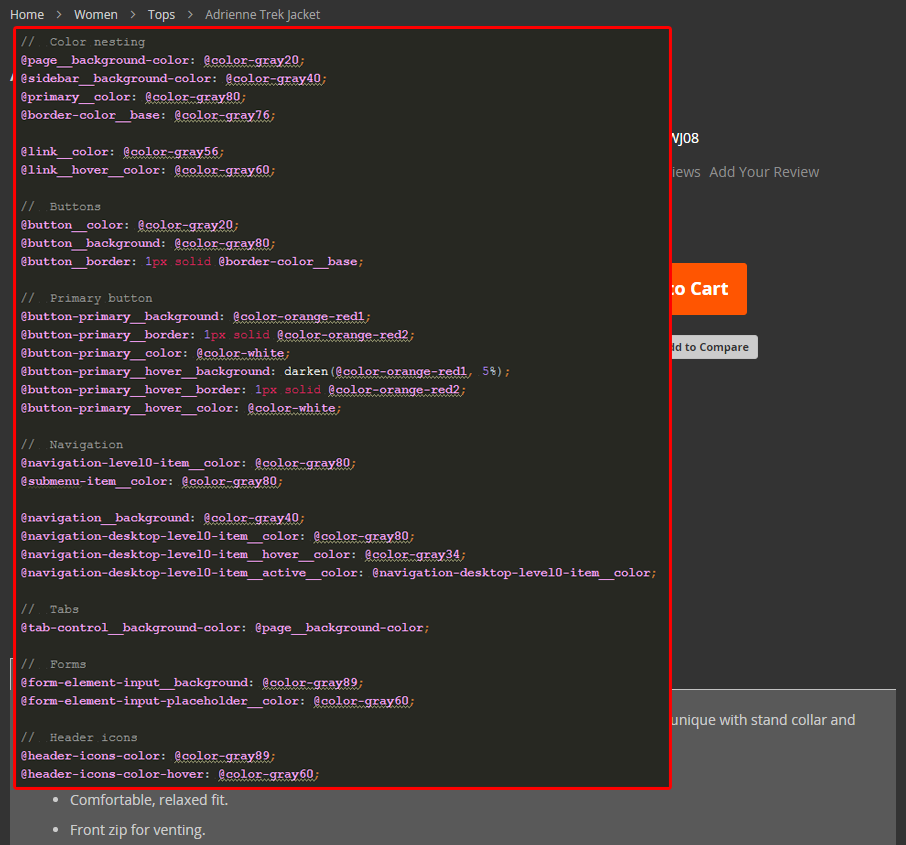 Home > Women > Tops > Adrienne Trek Jacket
//  Color nesting
@page__background-color: @color-gray20;
@sidebar__background-color: @color-gray40;
@primary__color: @color-gray80;
@border-color__base: @color-gray76;
WJ08
@link__color: @color-gray56;
@link__hover__color: @color-gray60;
iews Add Your Review
//  Buttons
@button__color: @color-gray20;
@button__background: @color-gray80;
@button__border: 1px solid @border-color__base;
to Cart
//  Primary button
@button-primary__background: @color-orange-red1;
@button-primary__border: 1px solid @color-orange-red2;
dd to Compare
@button-primary__color: @color-white;
@button-primary__hover__background: darken(@color-orange-red1, 5%);
@button-primary__hover__border: 1px solid @color-orange-red2;
@button-primary__hover__color: @color-white;
//  Navigation
@navigation-level0-item__color: @color-gray80;
@submenu-item__color: @color-gray80;
@navigation__background: @color-gray40;
@navigation-desktop-level0-item__color: @color-gray80;
@navigation-desktop-level0-item__hover__color: @color-gray34;
@navigation-desktop-level0-item__active__color: @navigation-desktop-level0-item__color;
//  Tabs
@tab-control__background-color: @page__background-color;
//  Forms
@form-element-input__background: @color-gray89;
@form-element-input-placeholder__color: @color-gray60;
unique with stand collar and
//  Header icons
@header-icons-color: @color-gray89;
@header-icons-color-hover: @color-gray60;
• Comfortable, relaxed fit.
• Front zip for venting.